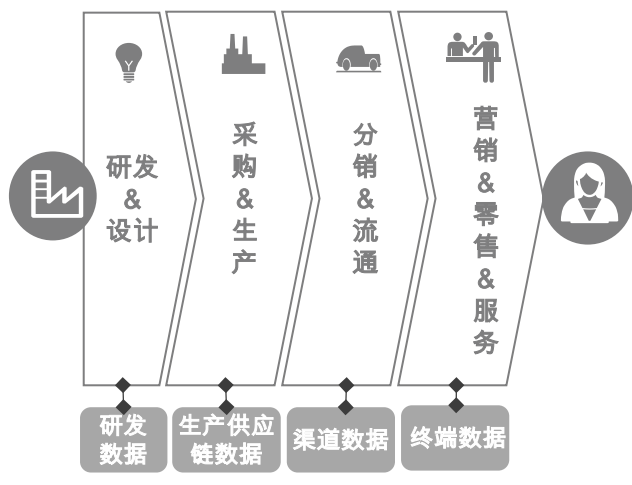 研发
&
设计
采购&生产
分销&流通
营销&零售&服务
研发
数据
生产供应
链数据
渠道数据
终端数据